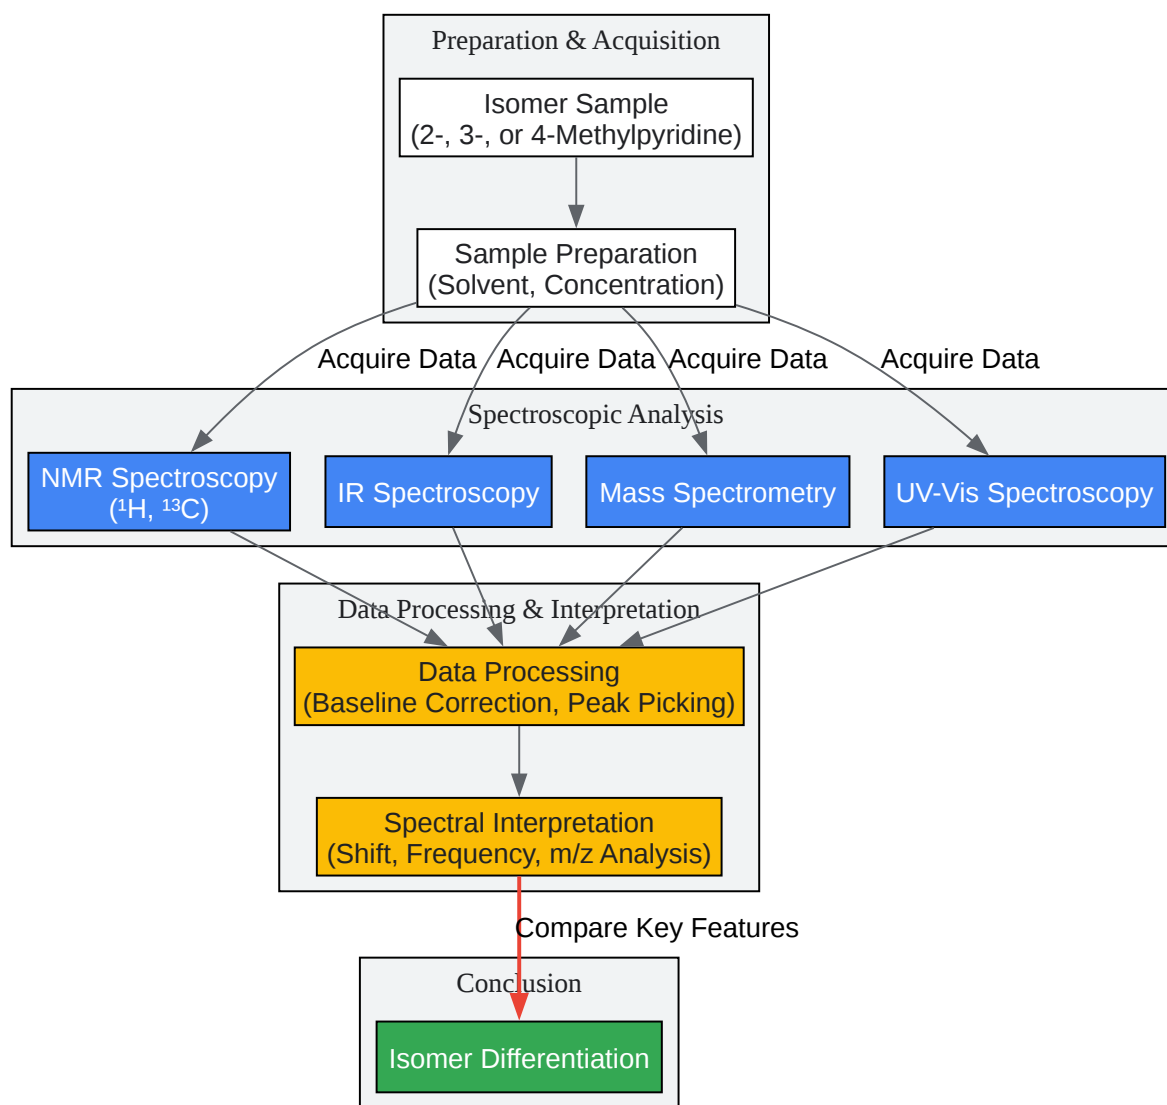 Preparation & Acquisition
Isomer Sample
(2-, 3-, or 4-Methylpyridine)
Sample Preparation
(Solvent, Concentration)
Acquire Data
Acquire Data
Acquire Data
Acquire Data
Spectroscopic Analysis
NMR Spectroscopy
(¹H, ¹³C)
IR Spectroscopy
Mass Spectrometry
UV-Vis Spectroscopy
Data Processing & Interpretation
Data Processing
(Baseline Correction, Peak Picking)
Spectral Interpretation
(Shift, Frequency, m/z Analysis)
Compare Key Features
Conclusion
Isomer Differentiation